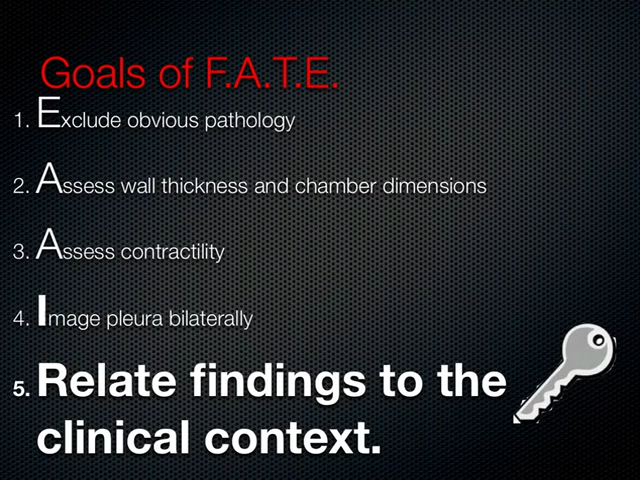 Goals of F.A.T.E.
1. Exclude obvious pathology
2. Assess wall thickness and chamber dimensions
3. Assess contractility
4. Image pleura bilaterally
5. Relate findings to the
clinical context.